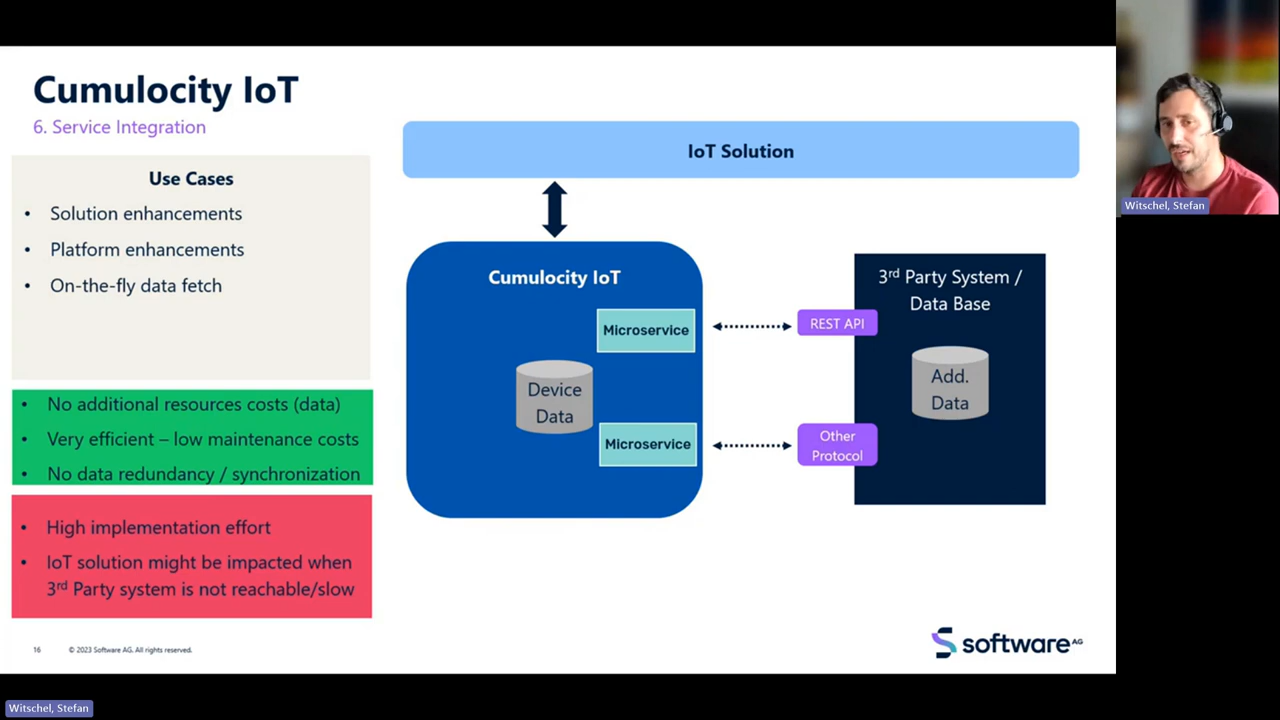 Cumulocity IoT
6. Service Integration
Use Cases
• Solution enhancements
• Platform enhancements
• On-the-fly data fetch
• No additional resources costs (data)
• Very efficient – low maintenance costs
• No data redundancy / synchronization
• High implementation effort
• IoT solution might be impacted when
3rd Party system is not reachable/slow
IoT Solution
Cumulocity IoT
Microservice
Device
Data
Microservice
REST API
Other
Protocol
3rd Party System /
Data Base
Add.
Data
16
© 2023 Software AG. All rights reserved.
software AG
Witschel, Stefan
Witschel, Stefan